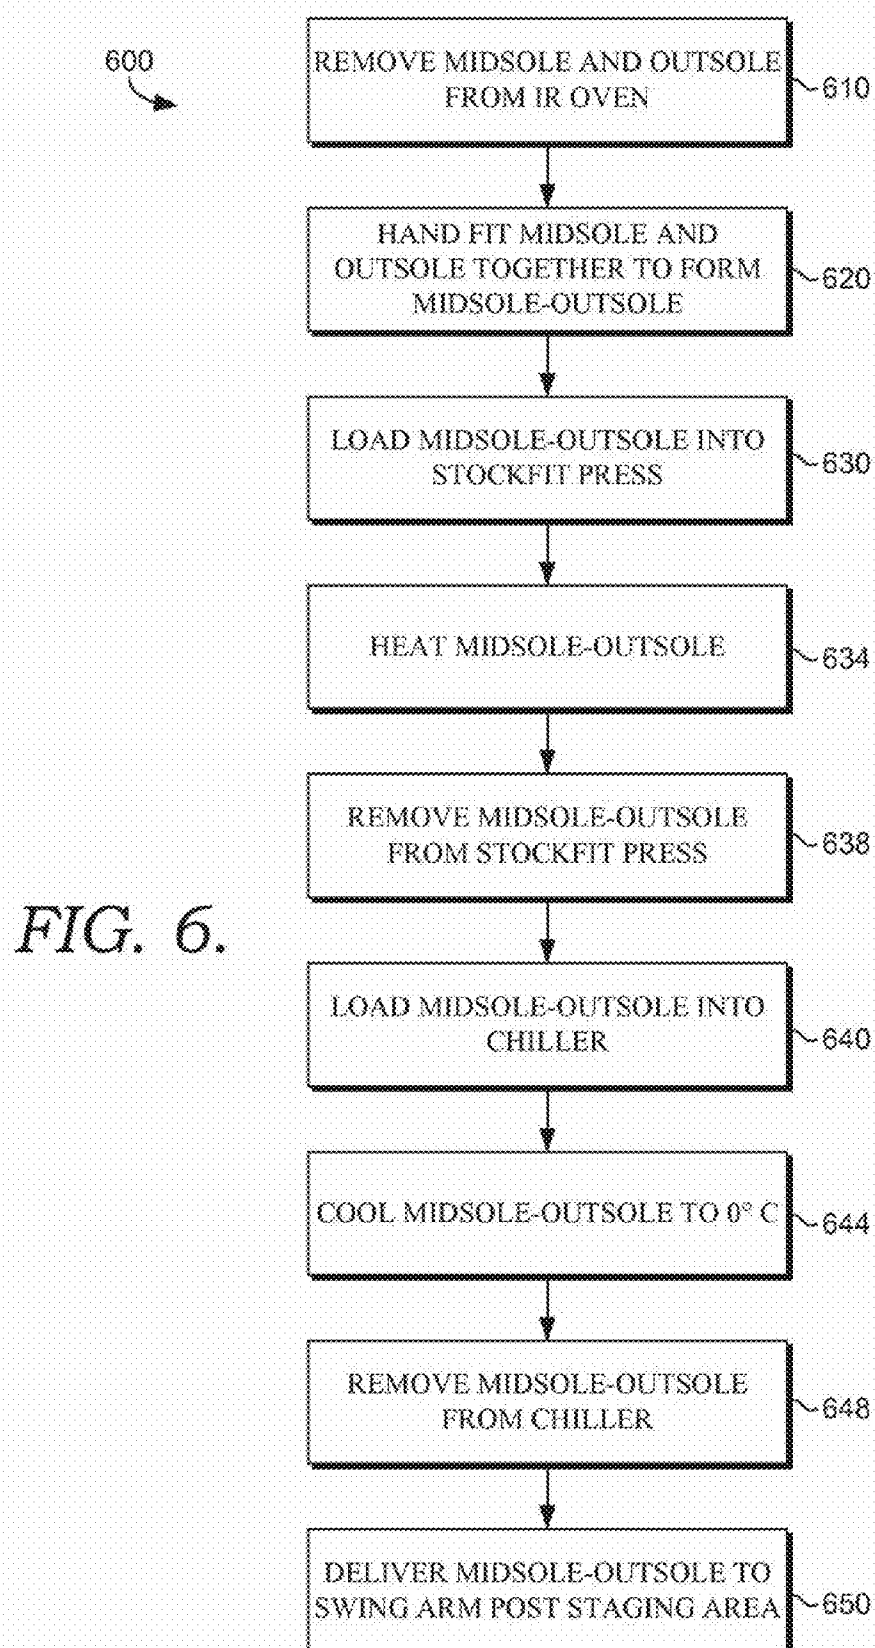 600
REMOVE MIDSOLE AND OUTSOLE
FROM IR OVEN
610
HAND FIT MIDSOLE AND
OUTSOLE TOGETHER TO FORM
MIDSOLE-OUTSOLE
620
LOAD MIDSOLE-OUTSOLE INTO
STOCKFIT PRESS
630
HEAT MIDSOLE-OUTSOLE
634
REMOVE MIDSOLE-OUTSOLE
FROM STOCKFIT PRESS
638
FIG. 6.
LOAD MIDSOLE-OUTSOLE INTO
CHILLER
640
COOL MIDSOLE-OUTSOLE TO 0° C
644
REMOVE MIDSOLE-OUTSOLE
FROM CHILLER
648
DELIVER MIDSOLE-OUTSOLE TO
SWING ARM POST STAGING AREA
650